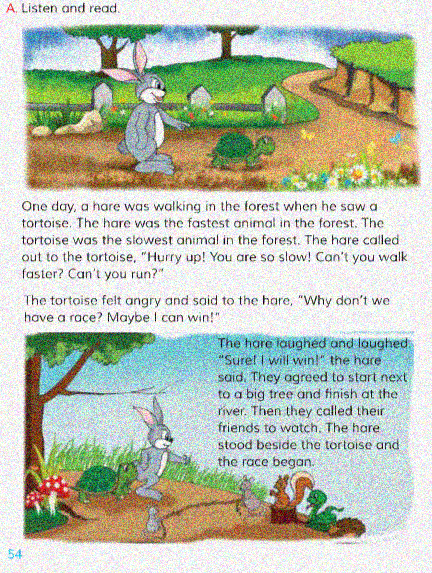 A. Listen and read.
One day, a hare was walking in the forest when he saw a
tortoise. The hare was the fastest animal in the forest. The
tortoise was the slowest animal in the forest. The hare called
out to the tortoise, "Hurry up! You are so slow! Can't you walk
faster? Can't you run?"
The tortoise felt angry and said to the hare, "Why don't we
have a race? Maybe I can win!"
The hare laughed and laughed
"Sure! I will win!" the hare
said. They agreed to start next
to a big tree and finish at the
river. Then they called their
friends to watch. The hare
stood beside the tortoise and
the race began.
54